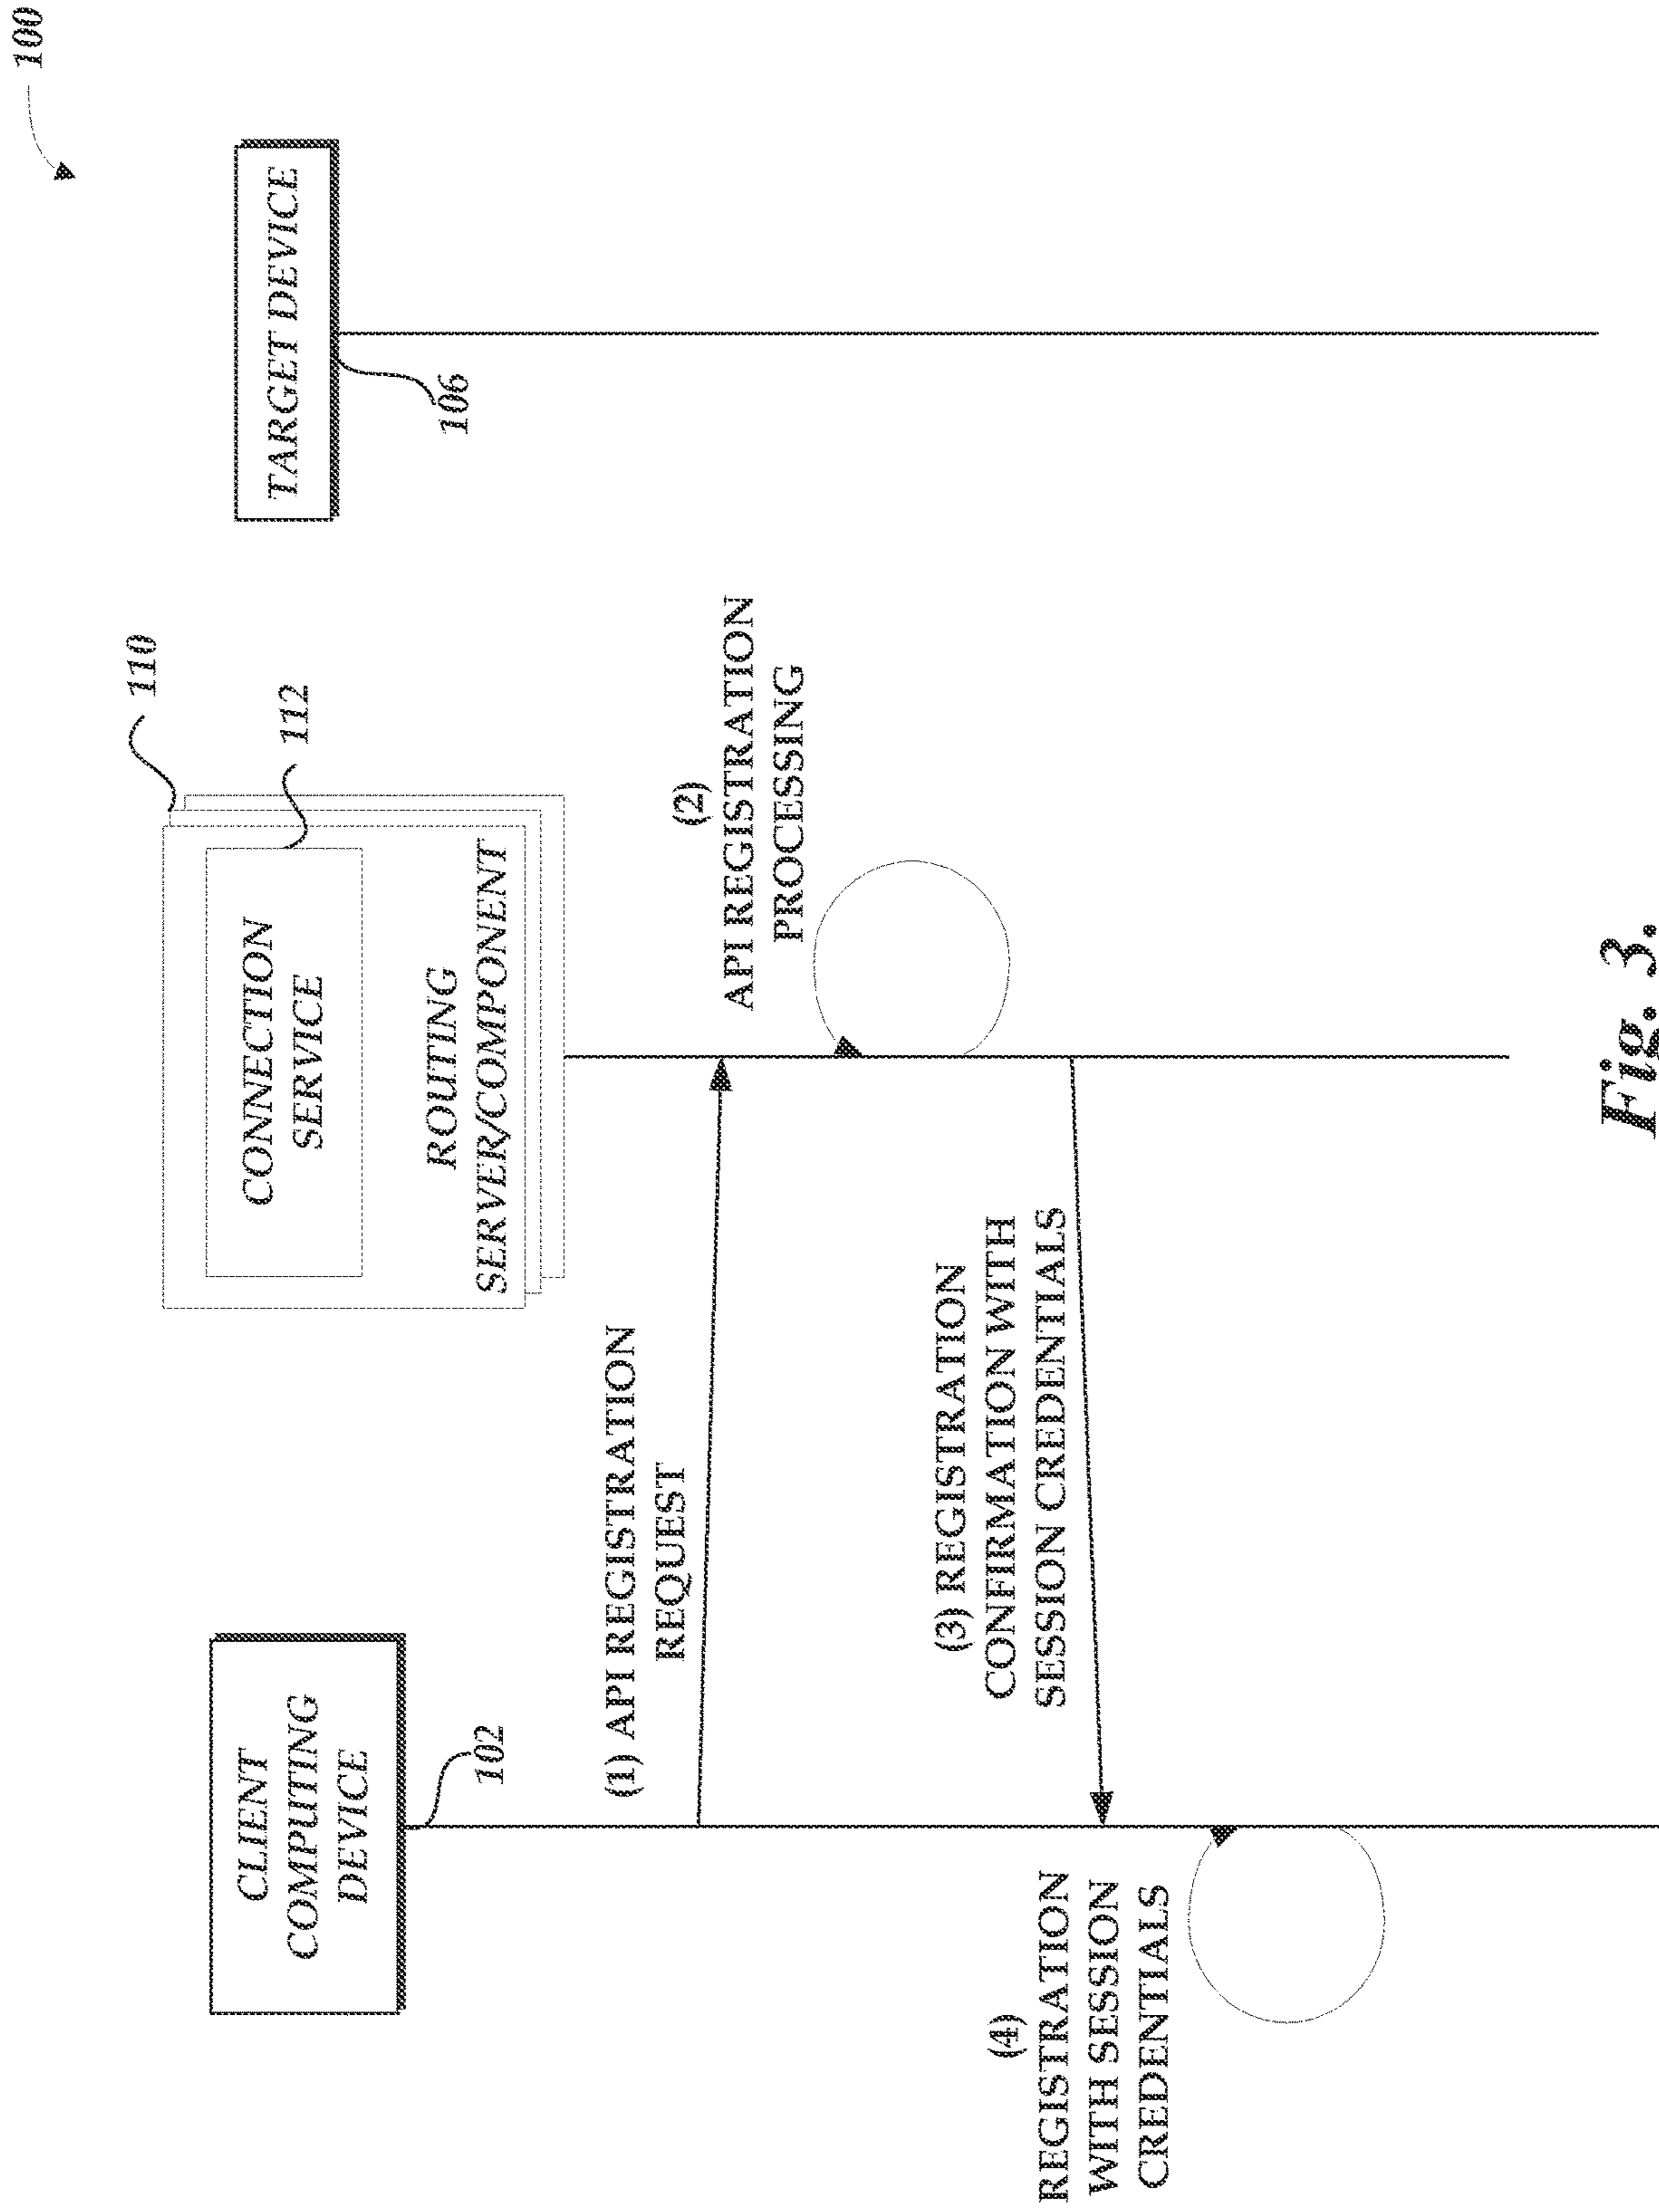 100
CLIENT
COMPUTING
DEVICE
102
110
CONNECTION
SERVICE
112
ROUTING
SERVER/COMPONENT
TARGET DEVICE
106
(1) API REGISTRATION
REQUEST
(2)
API REGISTRATION
PROCESSING
(3) REGISTRATION
CONFIRMATION WITH
SESSION CREDENTIALS
(4)
REGISTRATION
WITH SESSION
CREDENTIALS
Fig. 3.